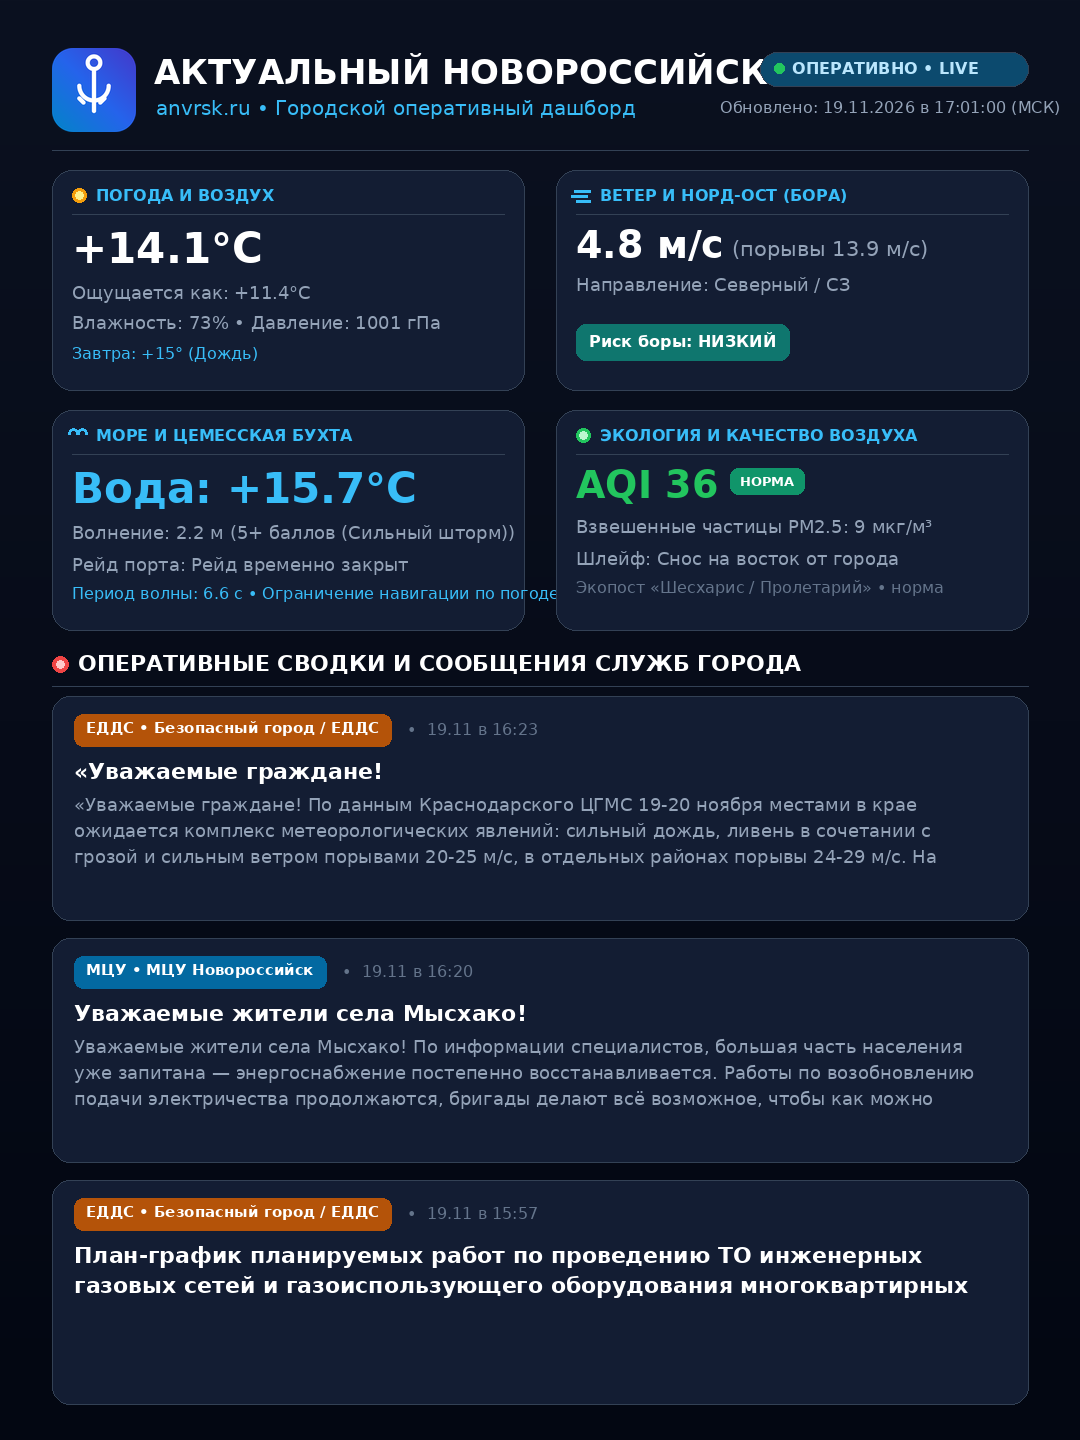 АКТУАЛЬНЫЙ НОВОРОССИЙСК
ОПЕРАТИВНО • LIVE
anvrsk.ru • Городской оперативный дашборд
Обновлено: 19.11.2026 в 17:01:00 (МСК)
ПОГОДА И ВОЗДУХ
+14.1°C
Ощущается как: +11.4°C
Влажность: 73% • Давление: 1001 гПа
Завтра: +15° (Дождь)
ВЕТЕР И НОРД-ОСТ (БОРА)
4.8 м/с (порывы 13.9 м/с)
Направление: Северный / СЗ
Риск боры: НИЗКИЙ
МОРЕ И ЦЕМЕССКАЯ БУХТА
Вода: +15.7°C
Волнение: 2.2 м (5+ баллов (Сильный шторм))
Рейд порта: Рейд временно закрыт
Период волны: 6.6 с • Ограничение навигации по погоде
ЭКОЛОГИЯ И КАЧЕСТВО ВОЗДУХА
AQI 36 НОРМА
Взвешенные частицы PM2.5: 9 мкг/м³
Шлейф: Снос на восток от города
Экопост «Шесхарис / Пролетарий» • норма
ОПЕРАТИВНЫЕ СВОДКИ И СООБЩЕНИЯ СЛУЖБ ГОРОДА
ЕДДС • Безопасный город / ЕДДС • 19.11 в 16:23
«Уважаемые граждане!
«Уважаемые граждане! По данным Краснодарского ЦГМС 19-20 ноября местами в крае
ожидается комплекс метеорологических явлений: сильный дождь, ливень в сочетании с
грозой и сильным ветром порывами 20-25 м/с, в отдельных районах порывы 24-29 м/с. На
МЦУ • МЦУ Новороссийск • 19.11 в 16:20
Уважаемые жители села Мысхако!
Уважаемые жители села Мысхако! По информации специалистов, большая часть населения
уже запитана — энергоснабжение постепенно восстанавливается. Работы по возобновлению
подачи электричества продолжаются, бригады делают всё возможное, чтобы как можно
ЕДДС • Безопасный город / ЕДДС • 19.11 в 15:57
План-график планируемых работ по проведению ТО инженерных
газовых сетей и газоиспользующего оборудования многоквартирных